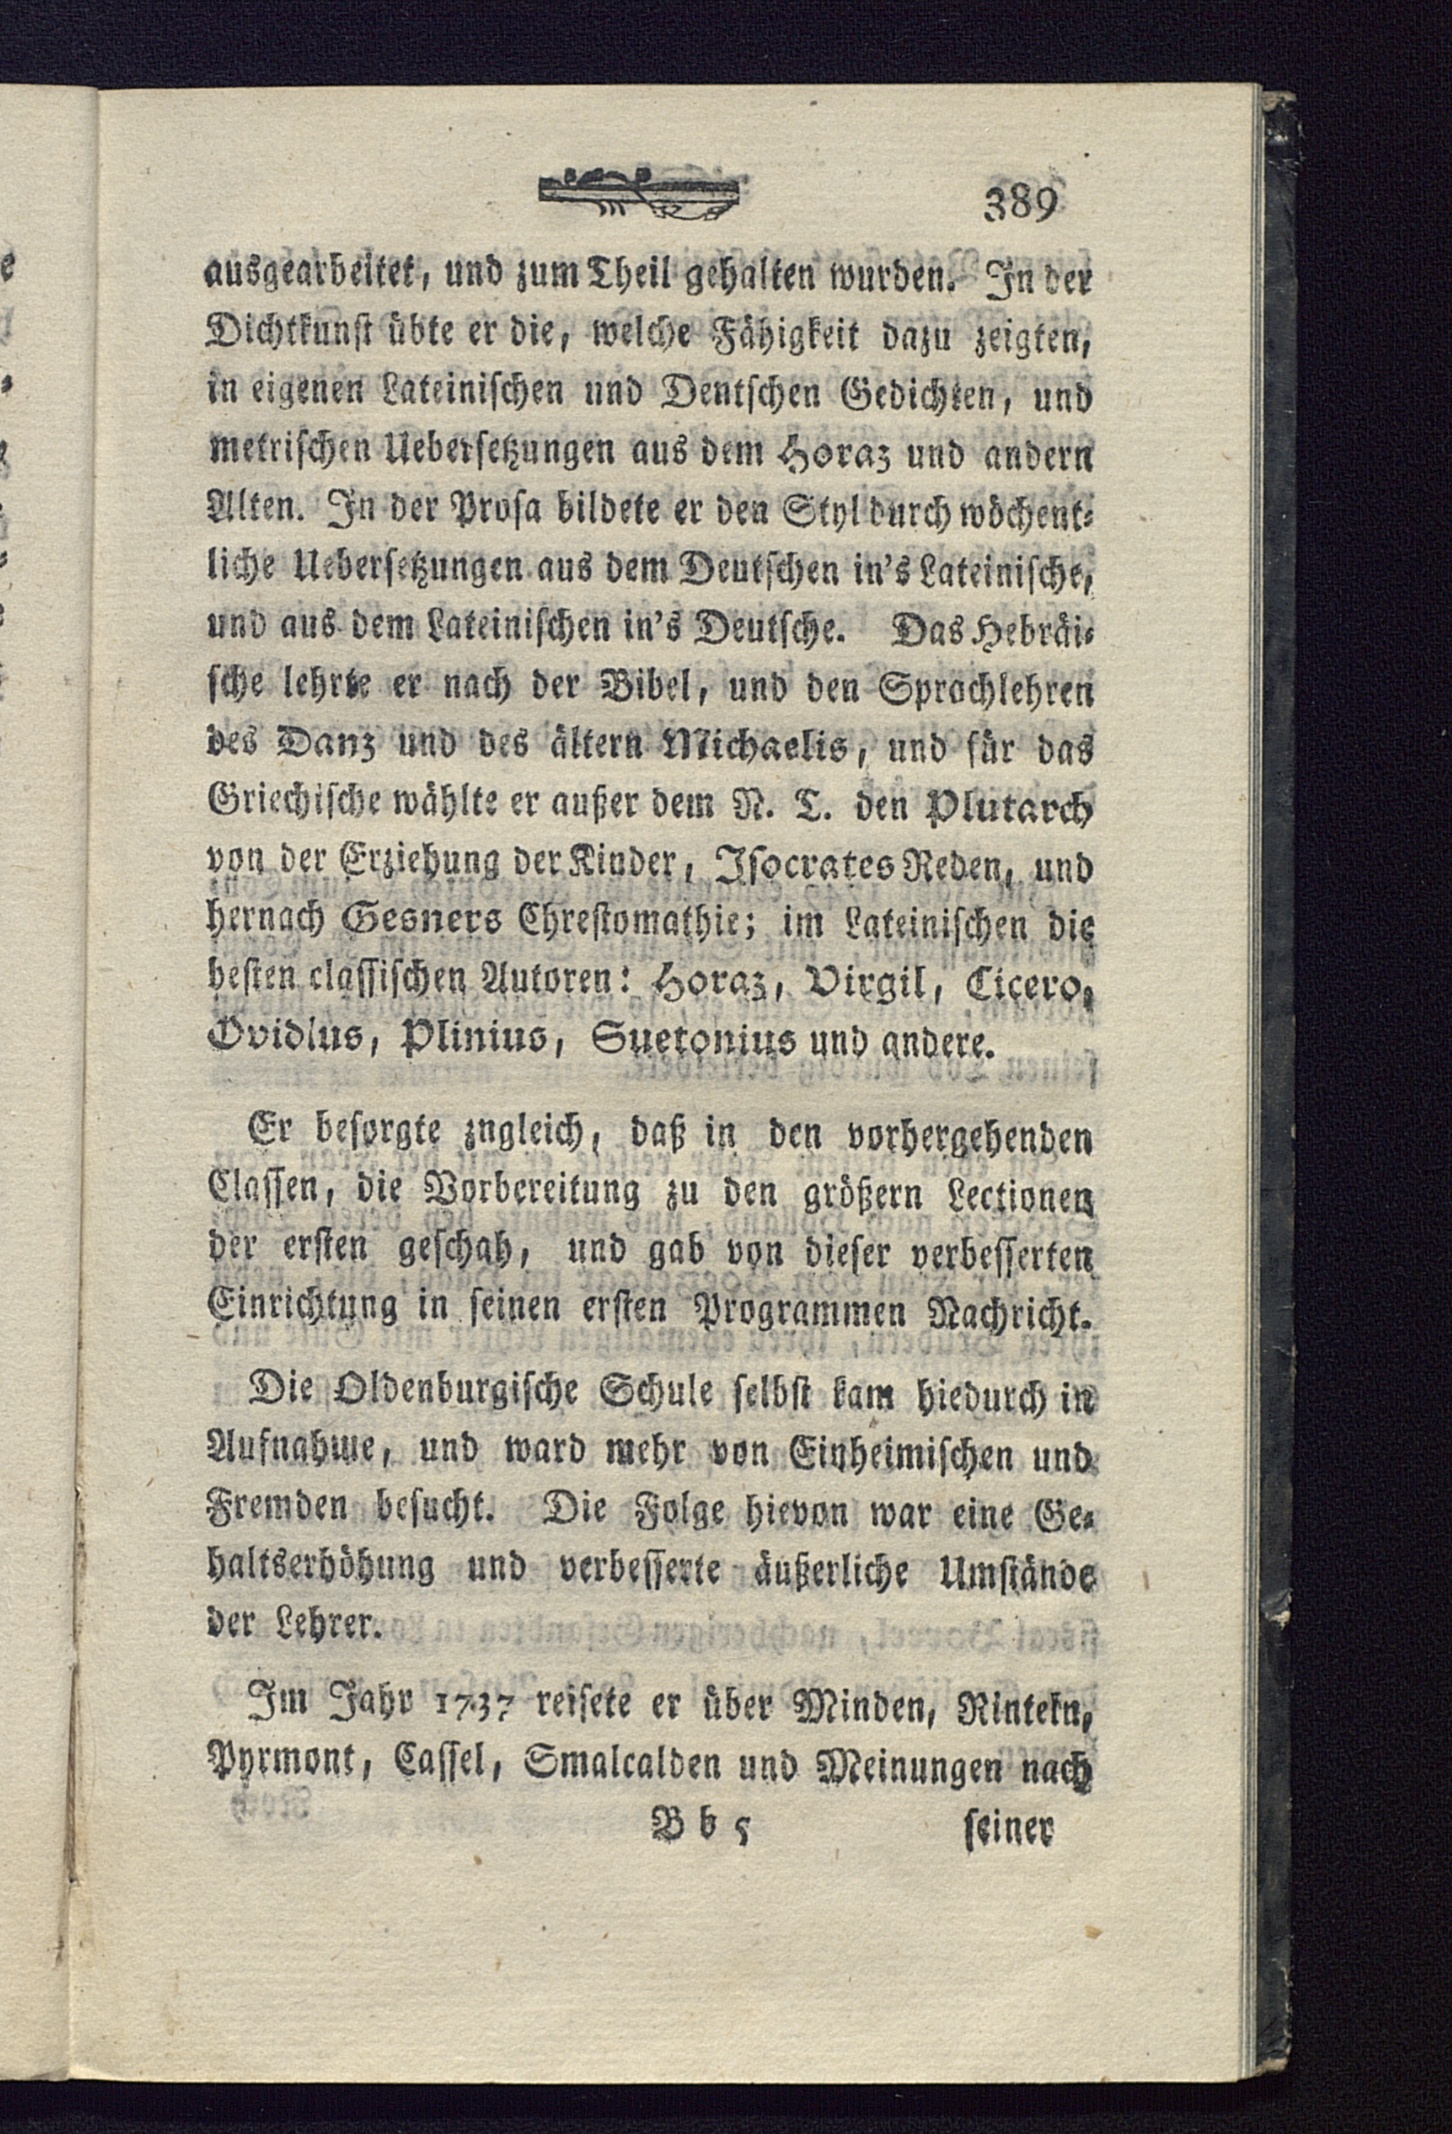 389
ausgearbeitet, und zum Theil gehalten wurden. In der
Dichtkunst übte er die, welche Fähigkeit dazu zeigten,
in eigenen Lateinischen und Dentschen Gedichten, und
metrischen Uebersetzungen aus dem Horaz und andern
Alten. In der Prosa bildete er den Styl durch wöchent-
liche Uebersetzungen aus dem Deutschen in's Lateinische,
und aus dem Lateinischen in's Deutsche. Das Hebräi-
sche lehrte er nach der Bibel, und den Sprachlehren
des Danz und des ältern Michaelis, und für das
Griechische wählte er außer dem N. T. den Plutarch
von der Erziehung der Kinder, Isocrates Reden, und
hernach Gesners Chrestomathie; im Lateinischen die
besten classischen Autoren: Horaz, Virgil, Cicero,
Ovidius, Plinius, Suetonius und andere.
Er besorgte zngleich, daß in den vorhergehenden
Classen, die Vorbereitung zu den größern Lectionen
der ersten geschah, und gab von dieser verbesserten
Einrichtung in seinen ersten Programmen Nachricht.
Die Oldenburgische Schule selbst kam hiedurch in
Aufnahme, und ward mehr von Einheimischen und
Fremden besucht. Die Folge hievon war eine Ge-
haltserhöhung und verbesserte äußerliche Umstände
der Lehrer.
Im Jahr 1737 reisete er über Minden, Rinteln,
Pyrmont, Cassel, Smalcalden und Meinungen nach
B b 5 seiner